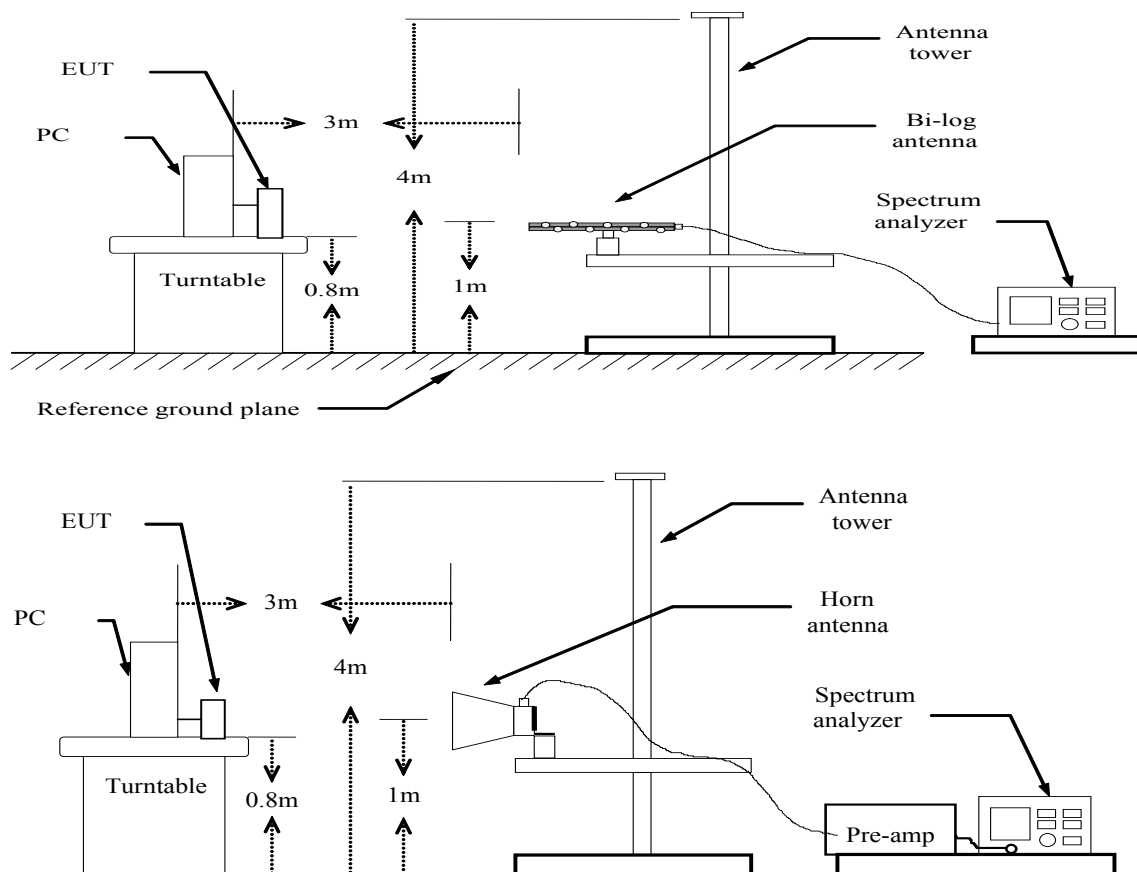 Antenna
tower
EUT
3m
PC
Bi-log
antenna
4m
Spectrum
analyzer
Turntable
0.8m
1m
Reference ground plane
Antenna
tower
EUT
3m
Horn
antenna
PC
4m
Spectrum
analyzer
Turntable
0.8m
1m
Pre-amp